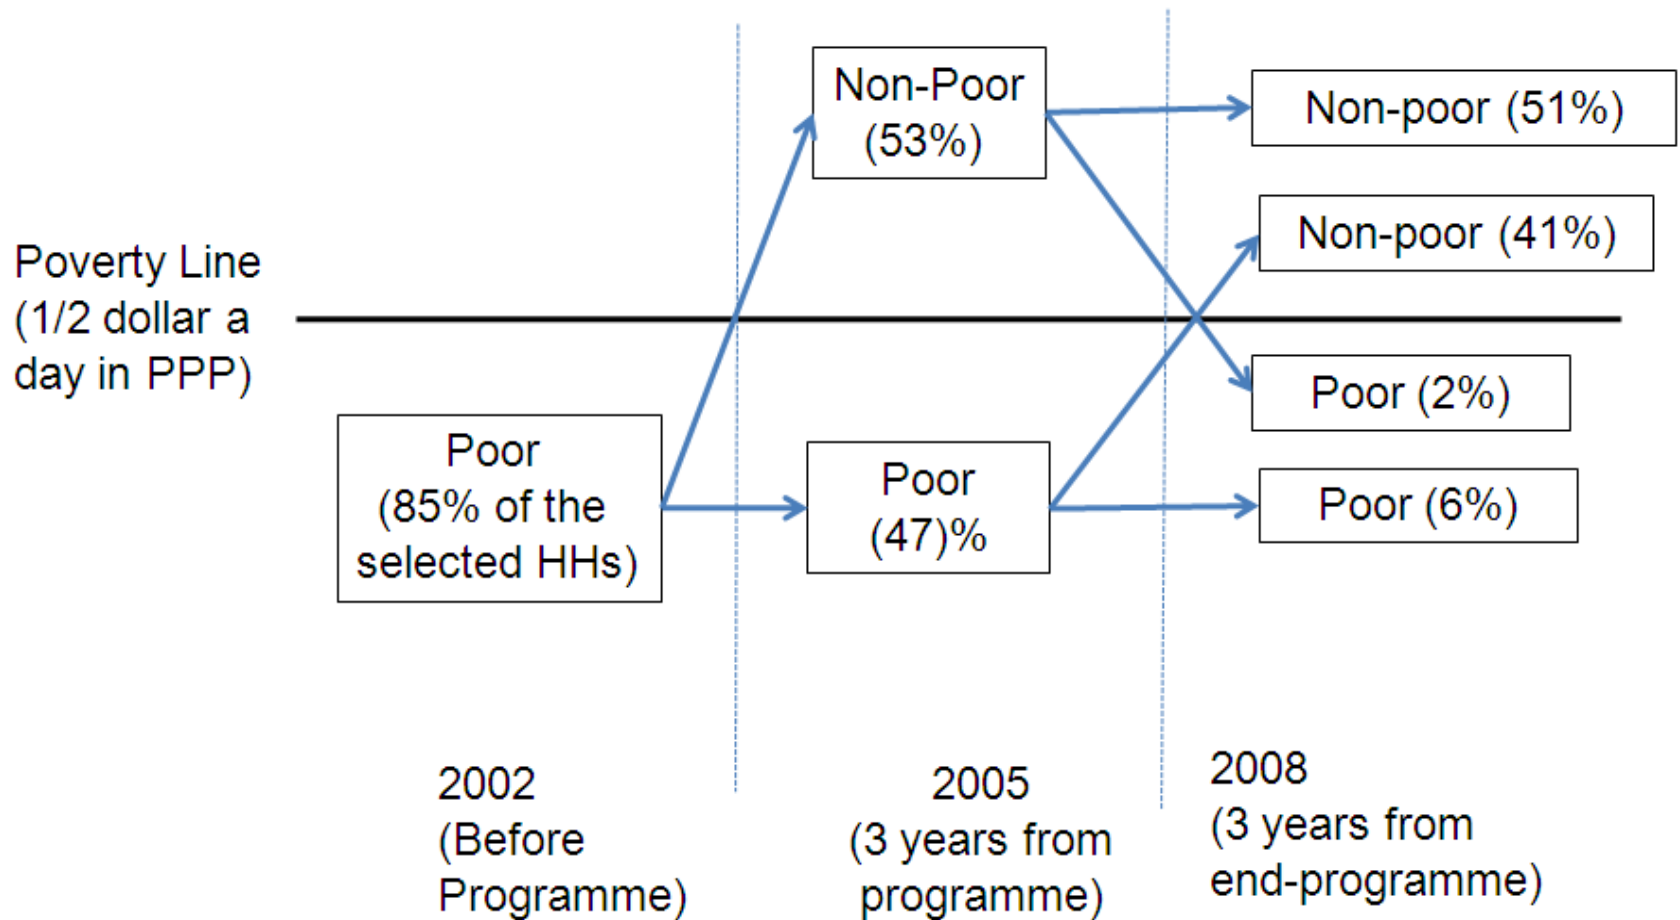 Poverty Line
(1/2 dollar a
day in PPP)
Poor
(85% of the
selected HHs)
Non-Poor
(53%)
Poor
(47)%
Non-poor (51%)
Non-poor (41%)
Poor (2%)
Poor (6%)
2002
(Before
Programme)
2005
(3 years from
programme)
2008
(3 years from
end-programme)